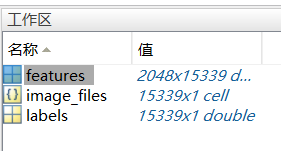 工作区
名称 值
features 2048x15339 d...
image_files 15339x1 cell
labels 15339x1 double